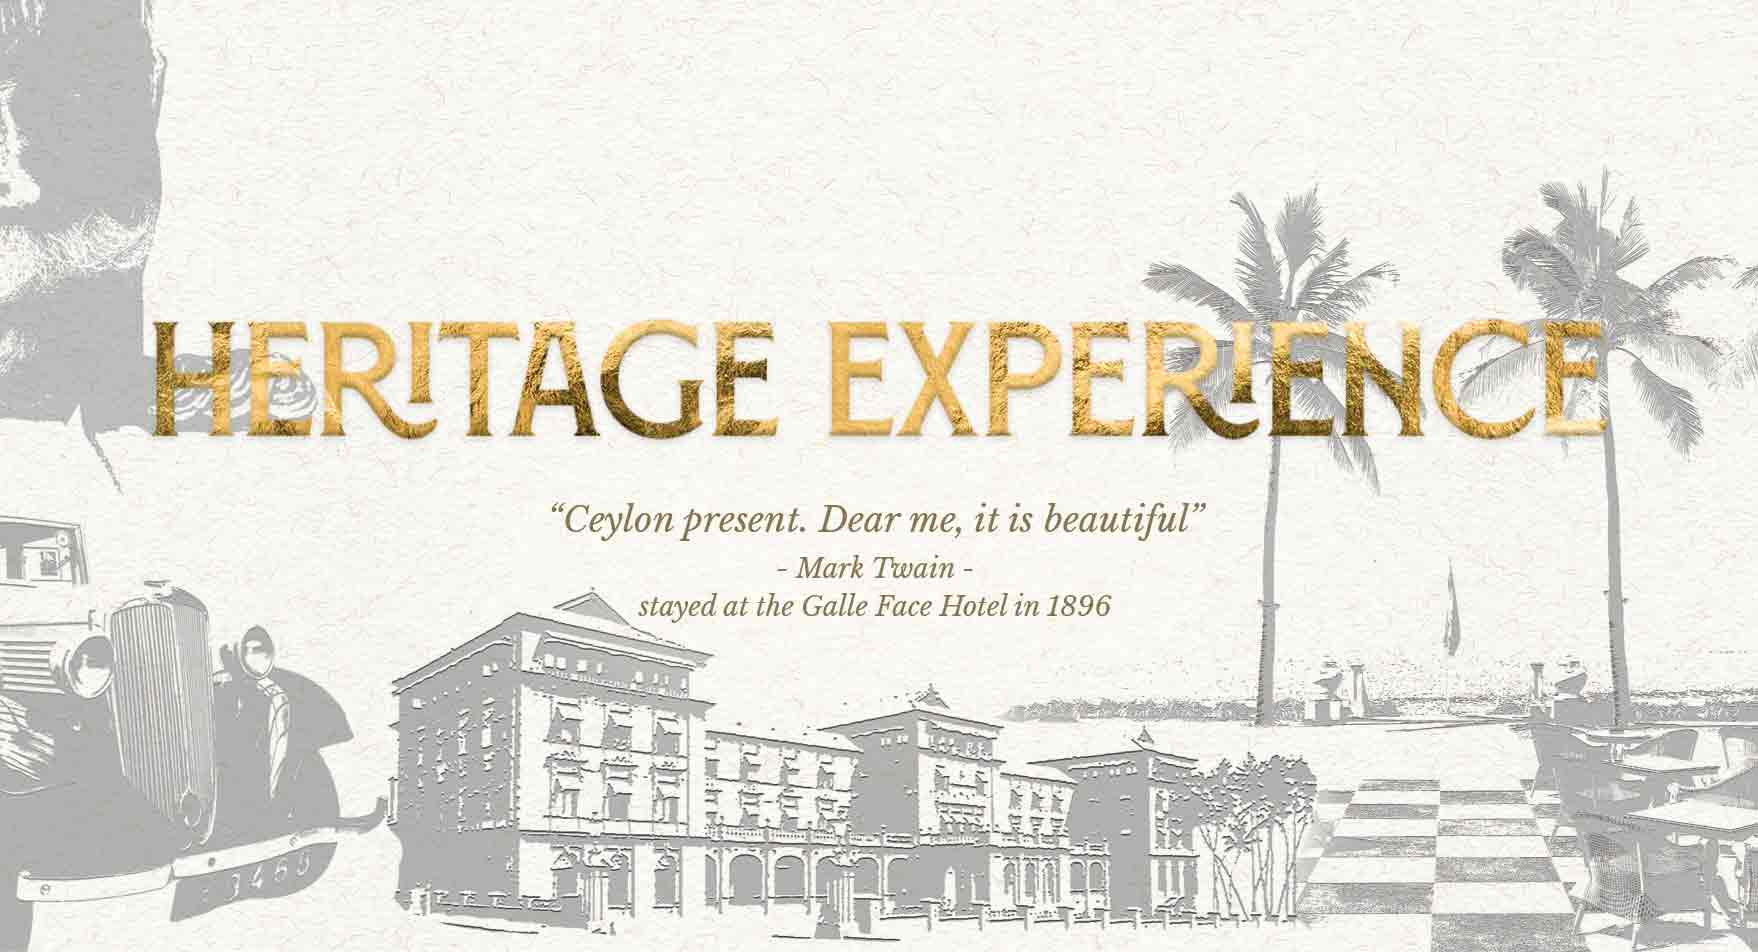 HERITAGE EXPERIENCE
“Ceylon present. Dear me, it is beautiful”
- Mark Twain -
stayed at the Galle Face Hotel in 1896